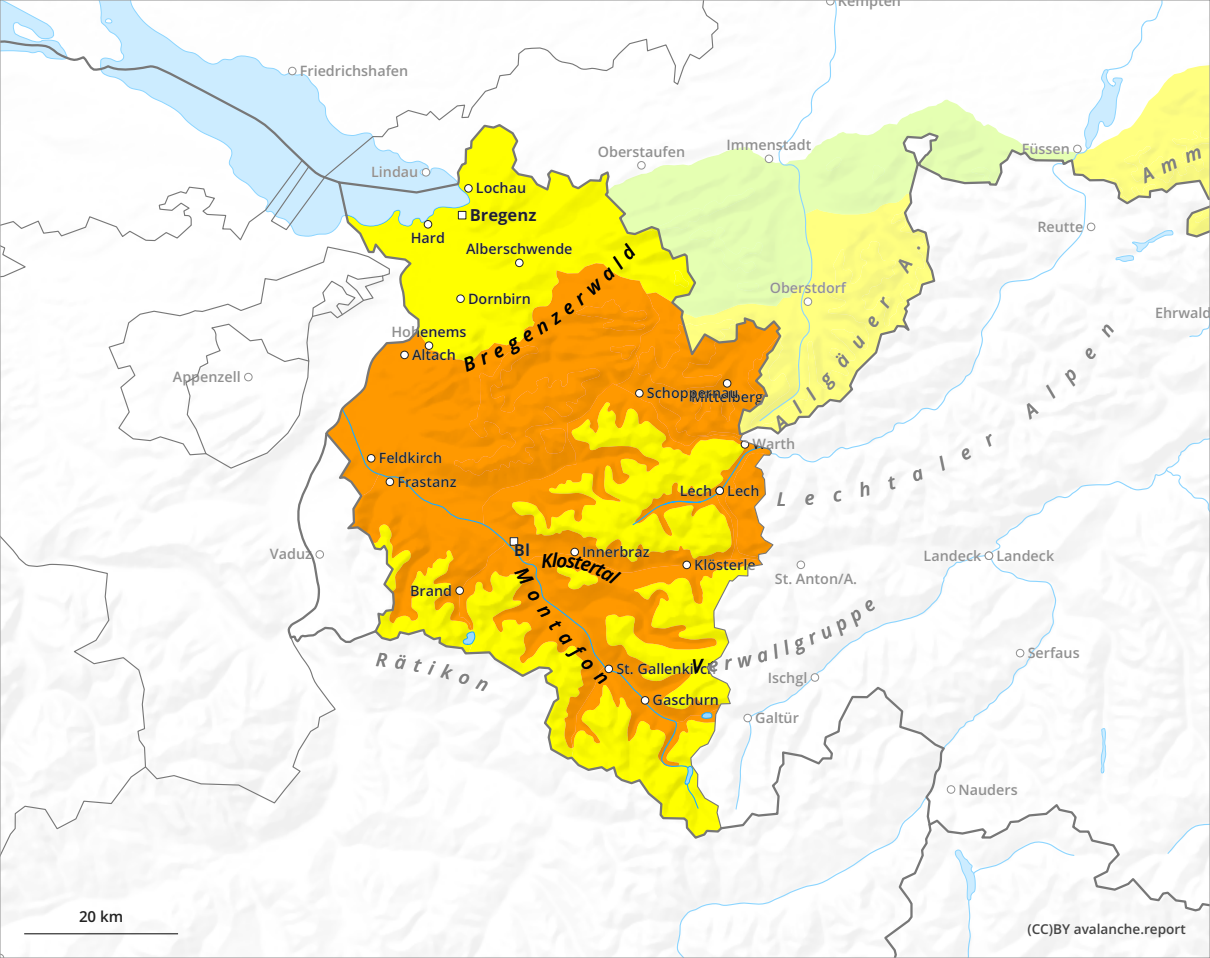 Kempten
Friedrichshafen
Lindau
Oberstaufen
Immenstadt
Füssen
Amm
Lochau
Bregenz
Hard
Alberschwende
Reutte
Dornbirn
Bregenzerwald
Oberstdorf
Allgäuer A.
Ehrwald
Hohenems
Altach
Appenzell
Schoppernau
Mittelberg
Lechtaler Alpen
Warth
Feldkirch
Frastanz
Lech
Lech
Vaduz
Bl
Innerbraz
Klostertal
Klösterle
St. Anton/A.
Landeck
Landeck
Brand
Montafon
Verwallgruppe
Rätikon
St. Gallenkirch
Ischgl
Serfaus
Gaschurn
Galtür
Nauders
20 km
(CC)BY avalanche.report